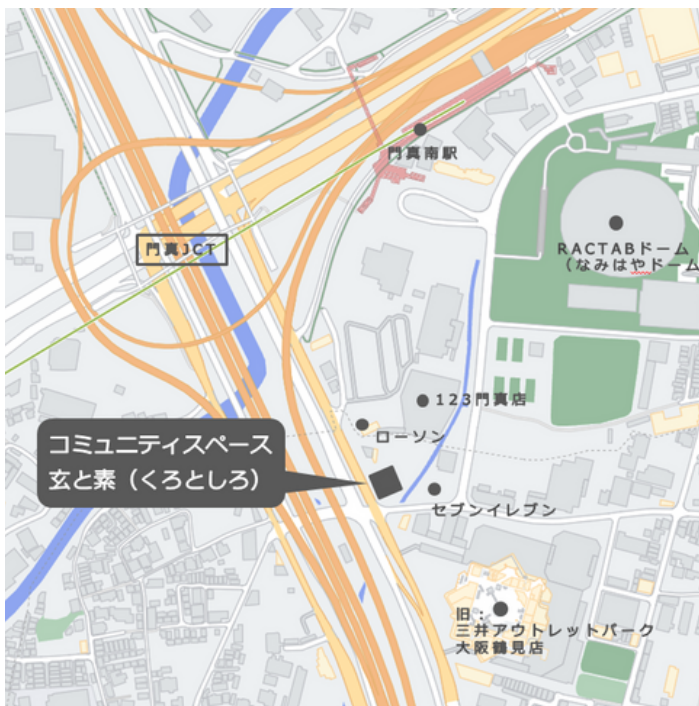 門真南駅
門真JCT
RACTABドーム
（なみはやドーム
123門真店
ローソン
コミュニティスペース
玄と素（くろとしろ）
セブンイレブン
旧：
三井アウトレットパーク
大阪鶴見店